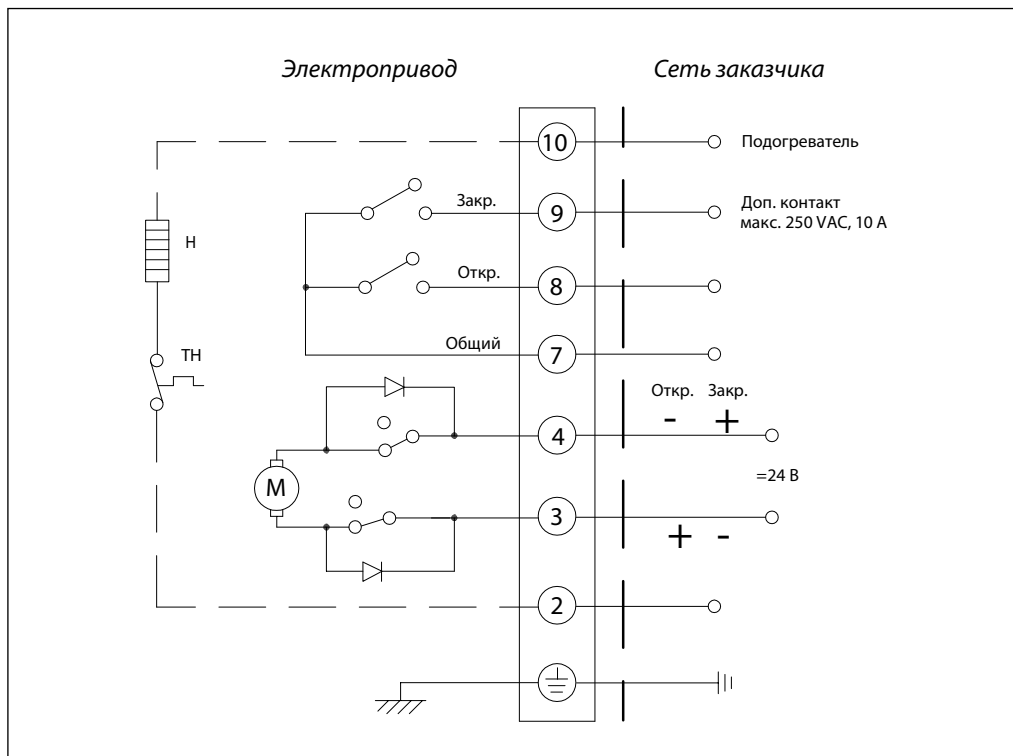 Электропривод
Сеть заказчика
10
Подогреватель
Закр.
9
Доп. контакт
макс. 250 VAC, 10 A
H
Откр.
8
Общий
7
TH
Откр. Закр.
- +
4
=24 В
M
3
+ -
2